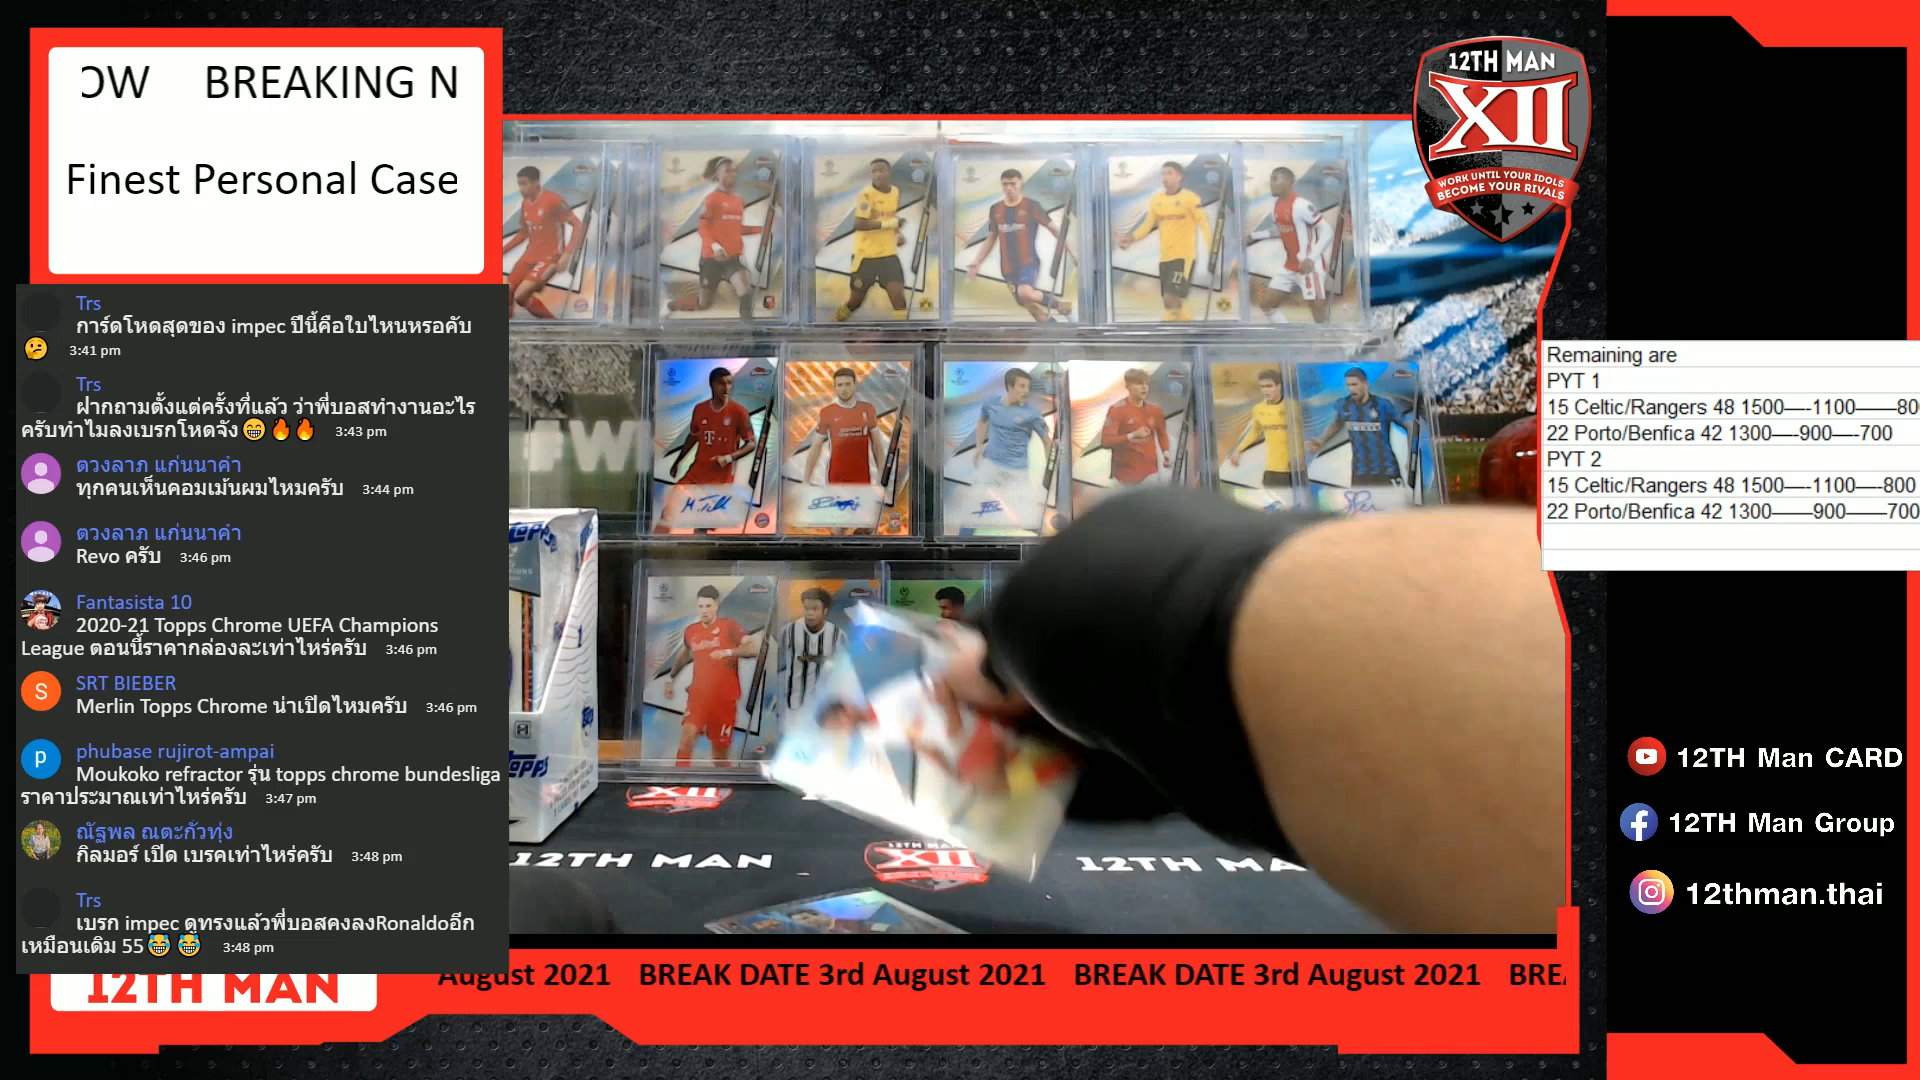 OW BREAKING N
Finest Personal Case
Trs
การ์ดโหดสุดของ impec ปีนี้คือใบไหนหรอคับ
🤔 3:41 pm
Trs
ฝากถามตั้งแต่ครั้งที่แล้ว ว่าพี่บอสทำงานอะไร
ครับทำไมลงเบรกโหดจัง😁🔥🔥 3:43 pm
ตวงลาภ แก่นนาคำ
ทุกคนเห็นคอมเม้นผมไหมครับ 3:44 pm
ตวงลาภ แก่นนาคำ
Revo ครับ 3:46 pm
Fantasista 10
2020-21 Topps Chrome UEFA Champions
League ตอนนี้ราคากล่องละเท่าไหร่ครับ 3:46 pm
S
SRT BIEBER
Merlin Topps Chrome น่าเปิดไหมครับ 3:46 pm
p
phubase rujirot-ampai
Moukoko refractor รุ่น topps chrome bundesliga
ราคาประมาณเท่าไหร่ครับ 3:47 pm
ณัฐพล ณตะกั่วทุ่ง
กิลมอร์ เปิด เบรคเท่าไหร่ครับ 3:48 pm
Trs
เบรก impec ดูทรงแล้วพี่บอสคงลงRonaldoอีก
เหมือนเดิม 55😹😹 3:48 pm
12TH MAN
August 2021 BREAK DATE 3rd August 2021 BREAK DATE 3rd August 2021 BREA
12TH MAN
XII
WORK UNTIL YOUR IDOLS
BECOME YOUR RIVALS
Remaining are
PYT 1
15 Celtic/Rangers 48 1500—-1100——80
22 Porto/Benfica 42 1300—-900—-700
PYT 2
15 Celtic/Rangers 48 1500—-1100—-800
22 Porto/Benfica 42 1300——900——700
12TH Man CARD
12TH Man Group
12thman.thai
12TH MAN
XII
12TH MA
topps